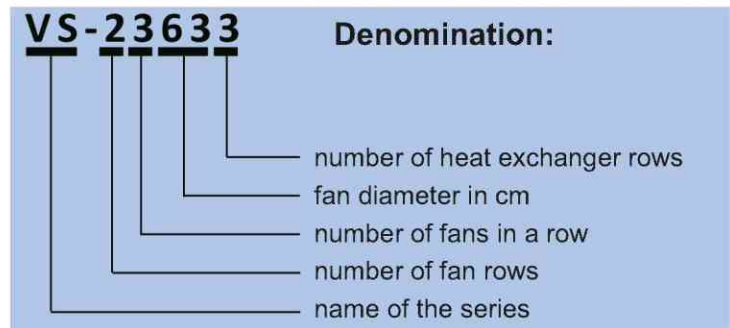 VS-23633
Denomination:
number of heat exchanger rows
fan diameter in cm
number of fans in a row
number of fan rows
name of the series